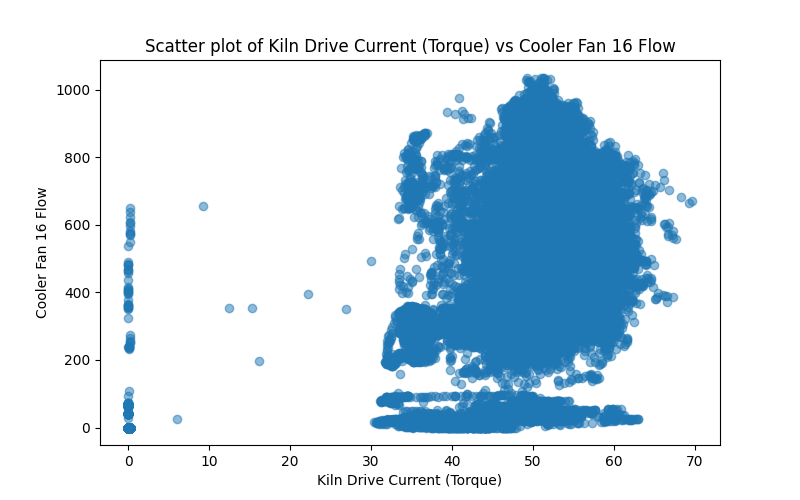 Scatter plot of Kiln Drive Current (Torque) vs Cooler Fan 16 Flow
1000
800
600
400
200
0
Cooler Fan 16 Flow
0 10 20 30 40 50 60 70
Kiln Drive Current (Torque)